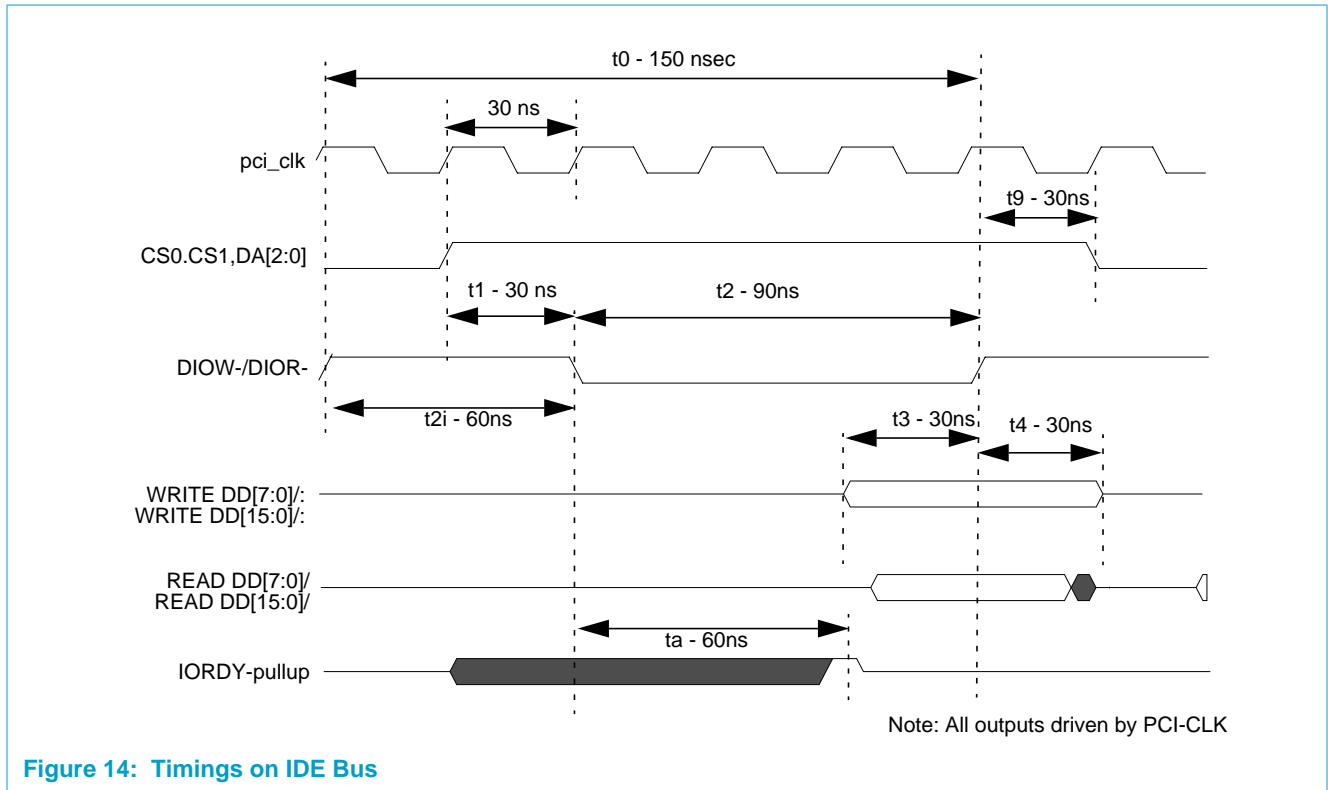 t0 - 150 nsec
30 ns
pci_clk
t9 - 30ns
CS0.CS1,DA[2:0]
t1 - 30 ns
t2 - 90ns
DIOW-/DIOR-
t2i - 60ns
t3 - 30ns
t4 - 30ns
WRITE DD[7:0]/:
WRITE DD[15:0]/:
READ DD[7:0]/
READ DD[15:0]/
ta - 60ns
IORDY-pullup
Note: All outputs driven by PCI-CLK
Figure 14: Timings on IDE Bus